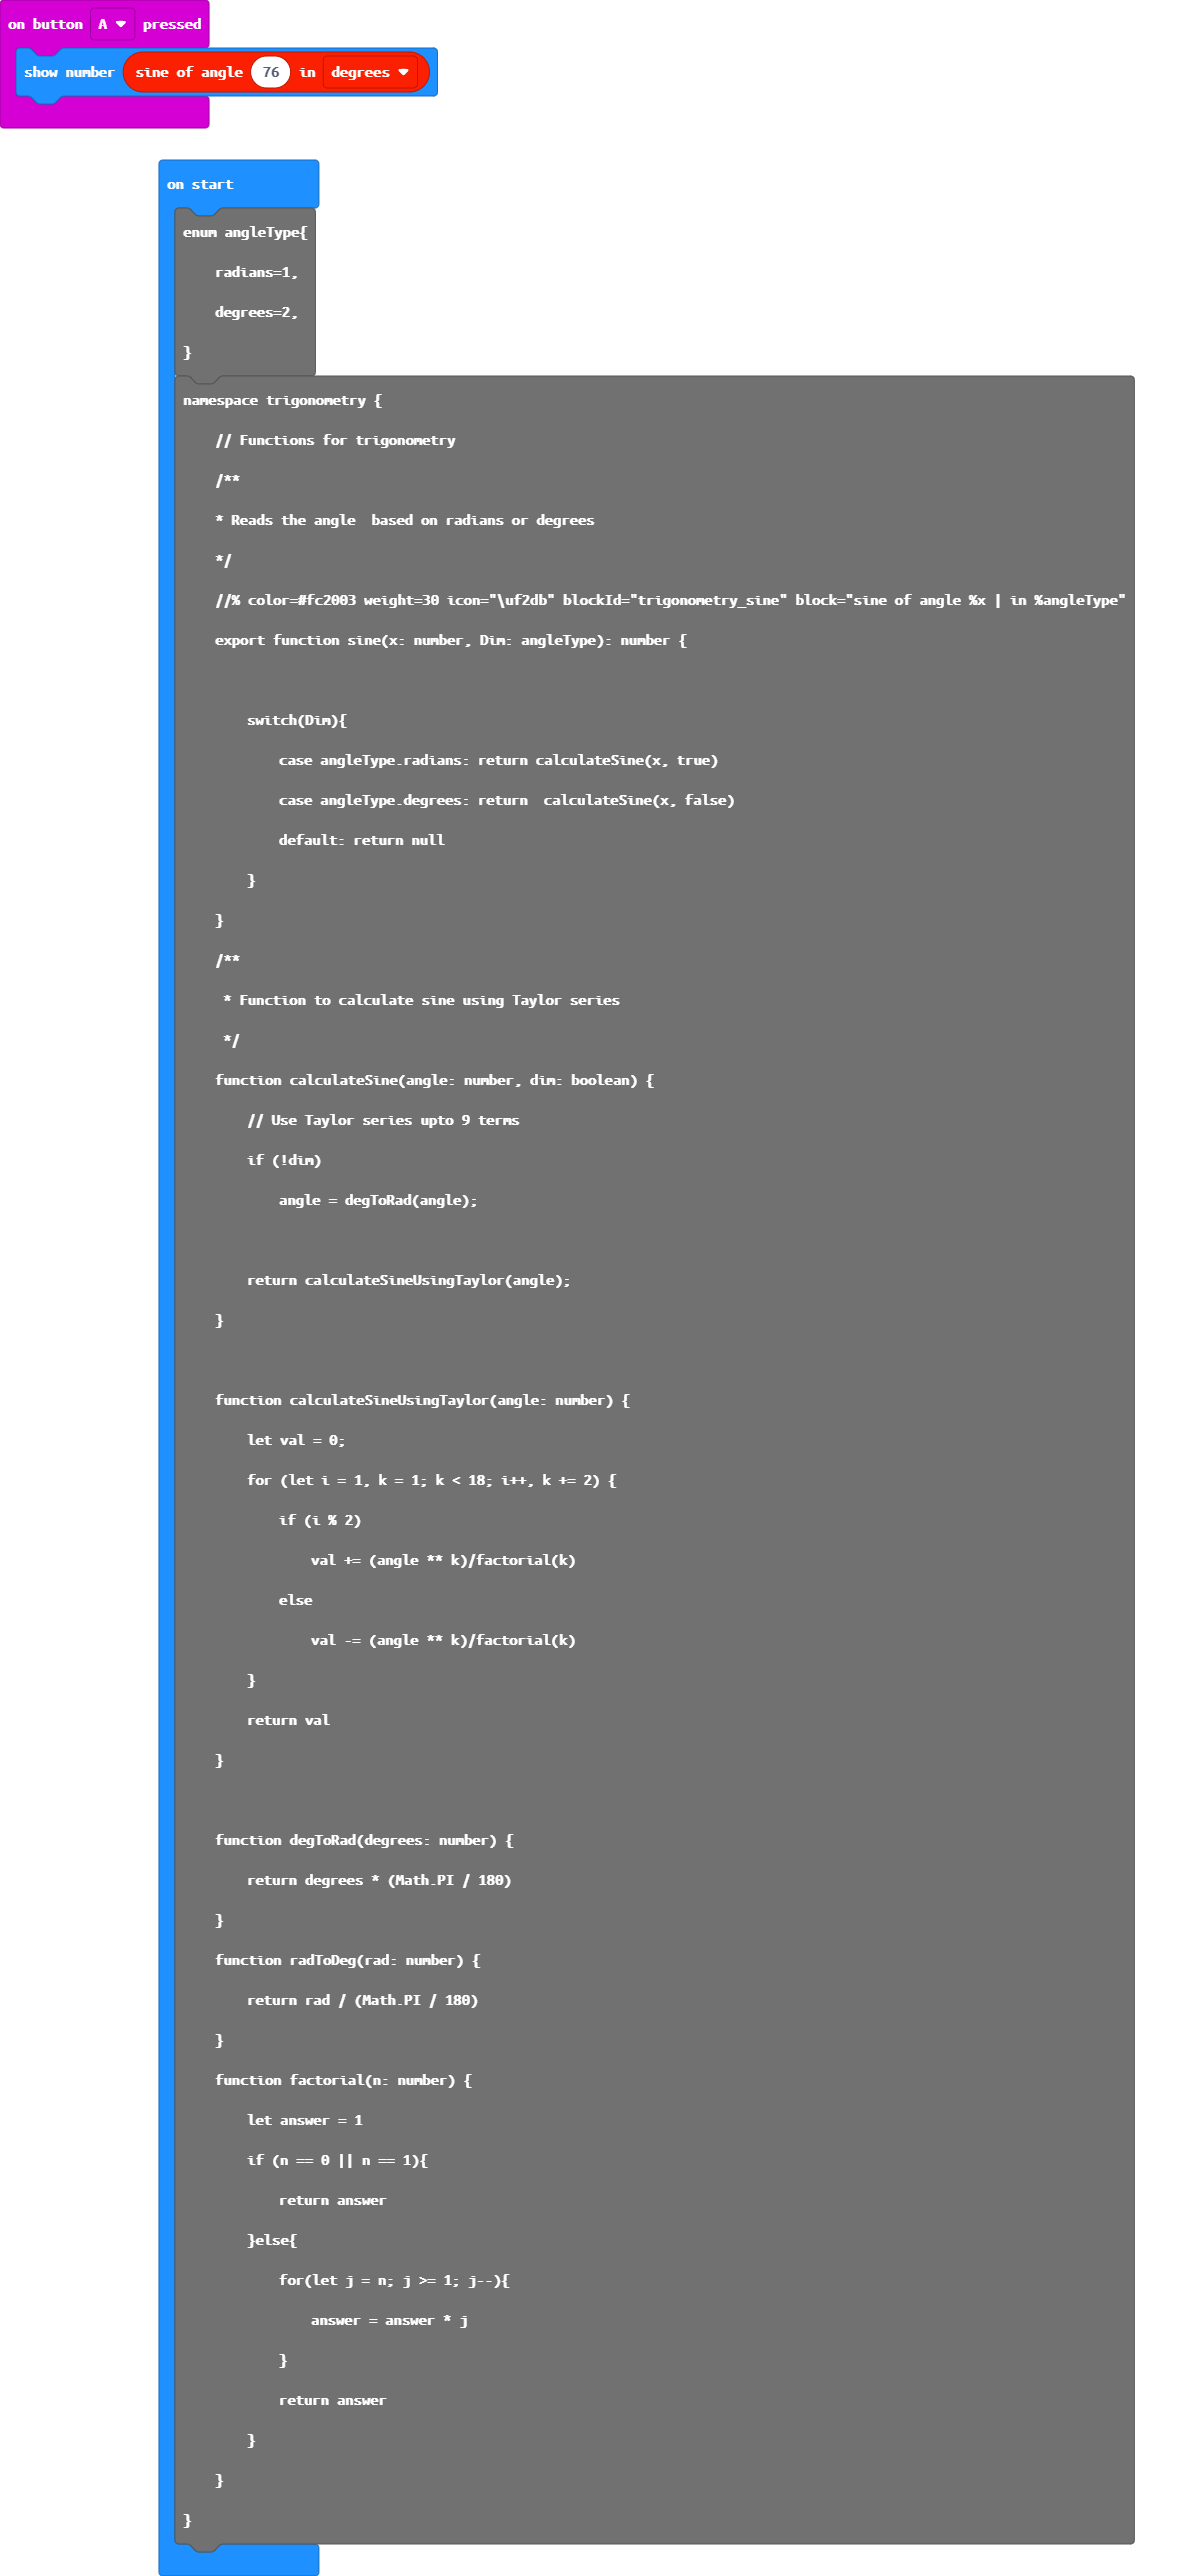 on button A pressed
show number sine of angle 76 in degrees
on start
enum angleType{
radians=1,
degrees=2,
}
namespace trigonometry {
// Functions for trigonometry
/**
* Reads the angle  based on radians or degrees
*/
//% color=#fc2003 weight=30 icon="\uf2db" blockId="trigonometry_sine" block="sine of angle %x | in %angleType"
export function sine(x: number, Dim: angleType): number {
switch(Dim){
case angleType.radians: return calculateSine(x, true)
case angleType.degrees: return  calculateSine(x, false)
default: return null
}
}
/**
* Function to calculate sine using Taylor series
*/
function calculateSine(angle: number, dim: boolean) {
// Use Taylor series upto 9 terms
if (!dim)
angle = degToRad(angle);
return calculateSineUsingTaylor(angle);
}
function calculateSineUsingTaylor(angle: number) {
let val = 0;
for (let i = 1, k = 1; k < 18; i++, k += 2) {
if (i % 2)
val += (angle ** k)/factorial(k)
else
val -= (angle ** k)/factorial(k)
}
return val
}
function degToRad(degrees: number) {
return degrees * (Math.PI / 180)
}
function radToDeg(rad: number) {
return rad / (Math.PI / 180)
}
function factorial(n: number) {
let answer = 1
if (n == 0 || n == 1){
return answer
}else{
for(let j = n; j >= 1; j--){
answer = answer * j
}
return answer
}
}
}